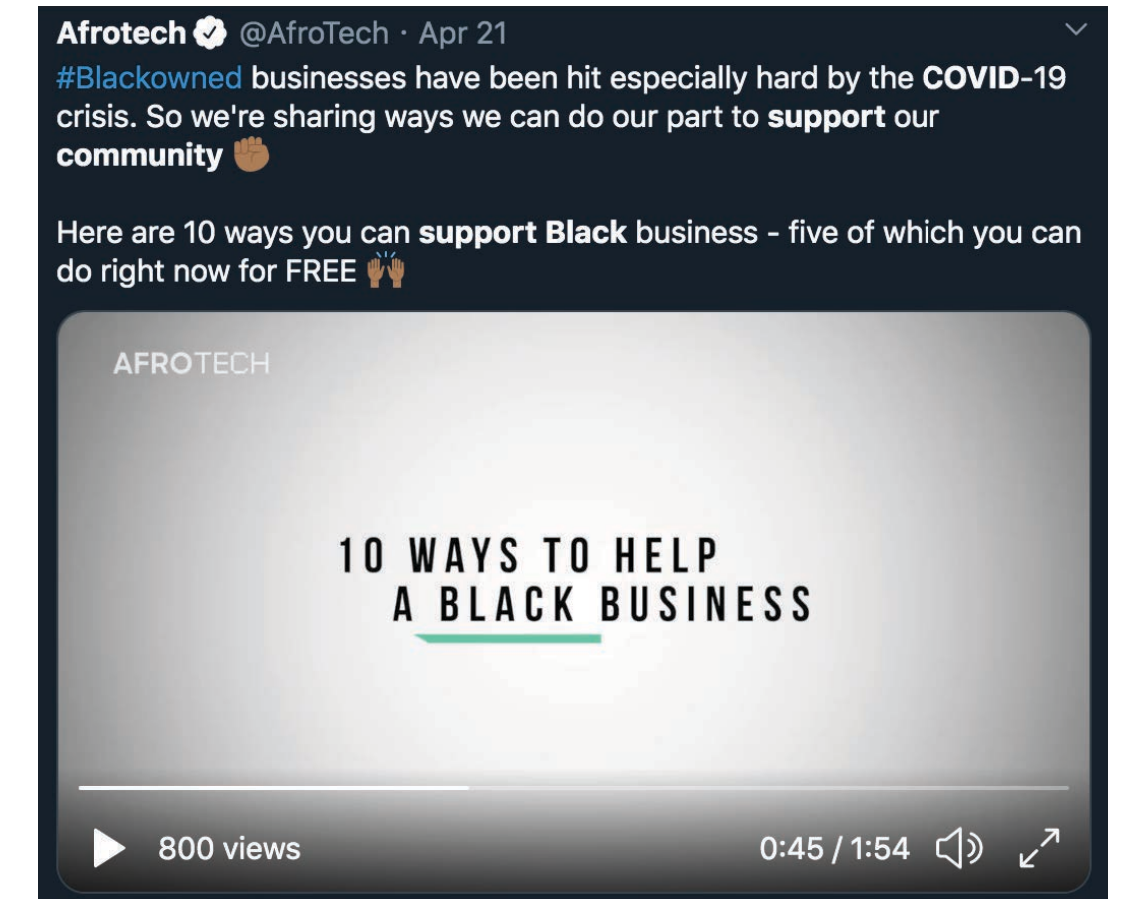 Afrotech @AfroTech · Apr 21
#Blackowned businesses have been hit especially hard by the COVID-19
crisis. So we're sharing ways we can do our part to support our
community ✊🏾
Here are 10 ways you can support Black business - five of which you can
do right now for FREE 🙌🏾
AFROTECH
10 WAYS TO HELP
A BLACK BUSINESS
800 views
0:45 / 1:54